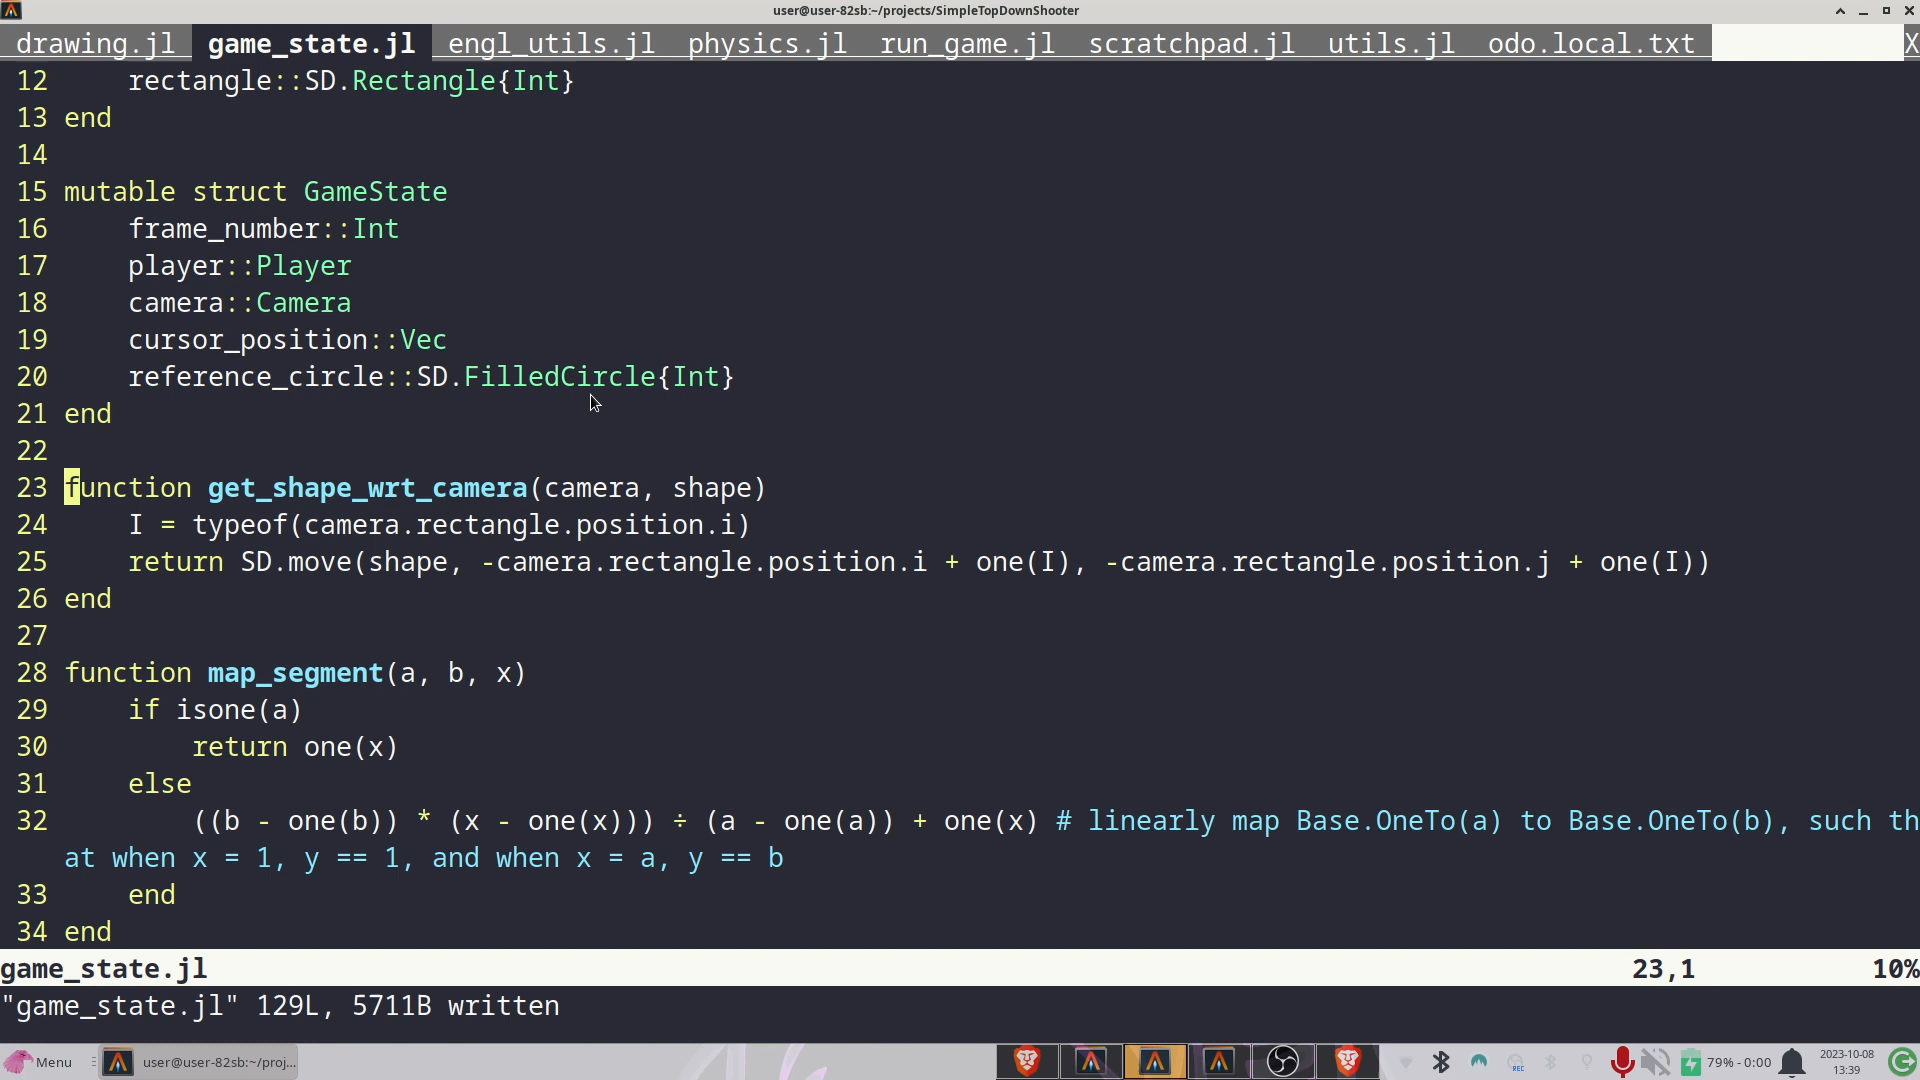 user@user-82sb:~/projects/SimpleTopDownShooter
drawing.jl game_state.jl engl_utils.jl physics.jl run_game.jl scratchpad.jl utils.jl odo.local.txt X
12     rectangle::SD.Rectangle{Int}
13 end
14
15 mutable struct GameState
16     frame_number::Int
17     player::Player
18     camera::Camera
19     cursor_position::Vec
20     reference_circle::SD.FilledCircle{Int}
21 end
22
23 function get_shape_wrt_camera(camera, shape)
24     I = typeof(camera.rectangle.position.i)
25     return SD.move(shape, -camera.rectangle.position.i + one(I), -camera.rectangle.position.j + one(I))
26 end
27
28 function map_segment(a, b, x)
29     if isone(a)
30         return one(x)
31     else
32         ((b - one(b)) * (x - one(x))) ÷ (a - one(a)) + one(x) # linearly map Base.OneTo(a) to Base.OneTo(b), such th
at when x = 1, y == 1, and when x = a, y == b
33     end
34 end
game_state.jl 23,1 10%
"game_state.jl" 129L, 5711B written
Menu user@user-82sb:~/proj... REC 79% - 0:00 2023-10-08
13:39